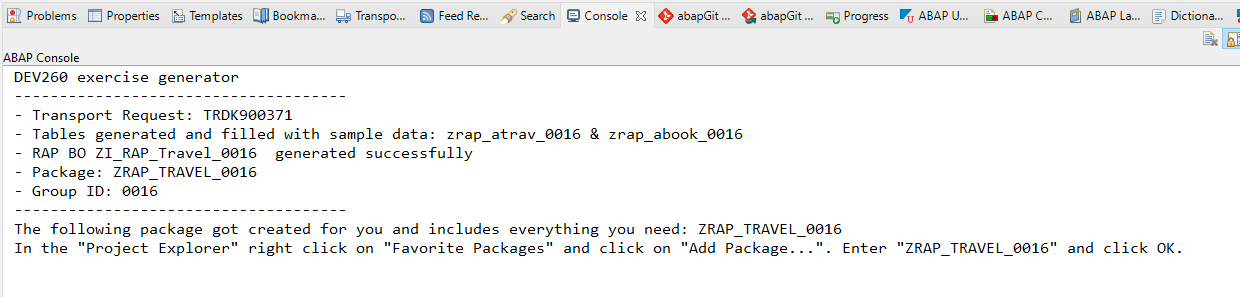 Problems Properties Templates Bookma... Transpo... Feed Re... Search Console abapGit ... abapGit ... Progress ABAP U... ABAP C... ABAP La... Dictiona...
ABAP Console
DEV260 exercise generator
-------------------------------------
- Transport Request: TRDK900371
- Tables generated and filled with sample data: zrap_atrav_0016 & zrap_abook_0016
- RAP BO ZI_RAP_Travel_0016  generated successfully
- Package: ZRAP_TRAVEL_0016
- Group ID: 0016
-------------------------------------
The following package got created for you and includes everything you need: ZRAP_TRAVEL_0016
In the "Project Explorer" right click on "Favorite Packages" and click on "Add Package...". Enter "ZRAP_TRAVEL_0016" and click OK.